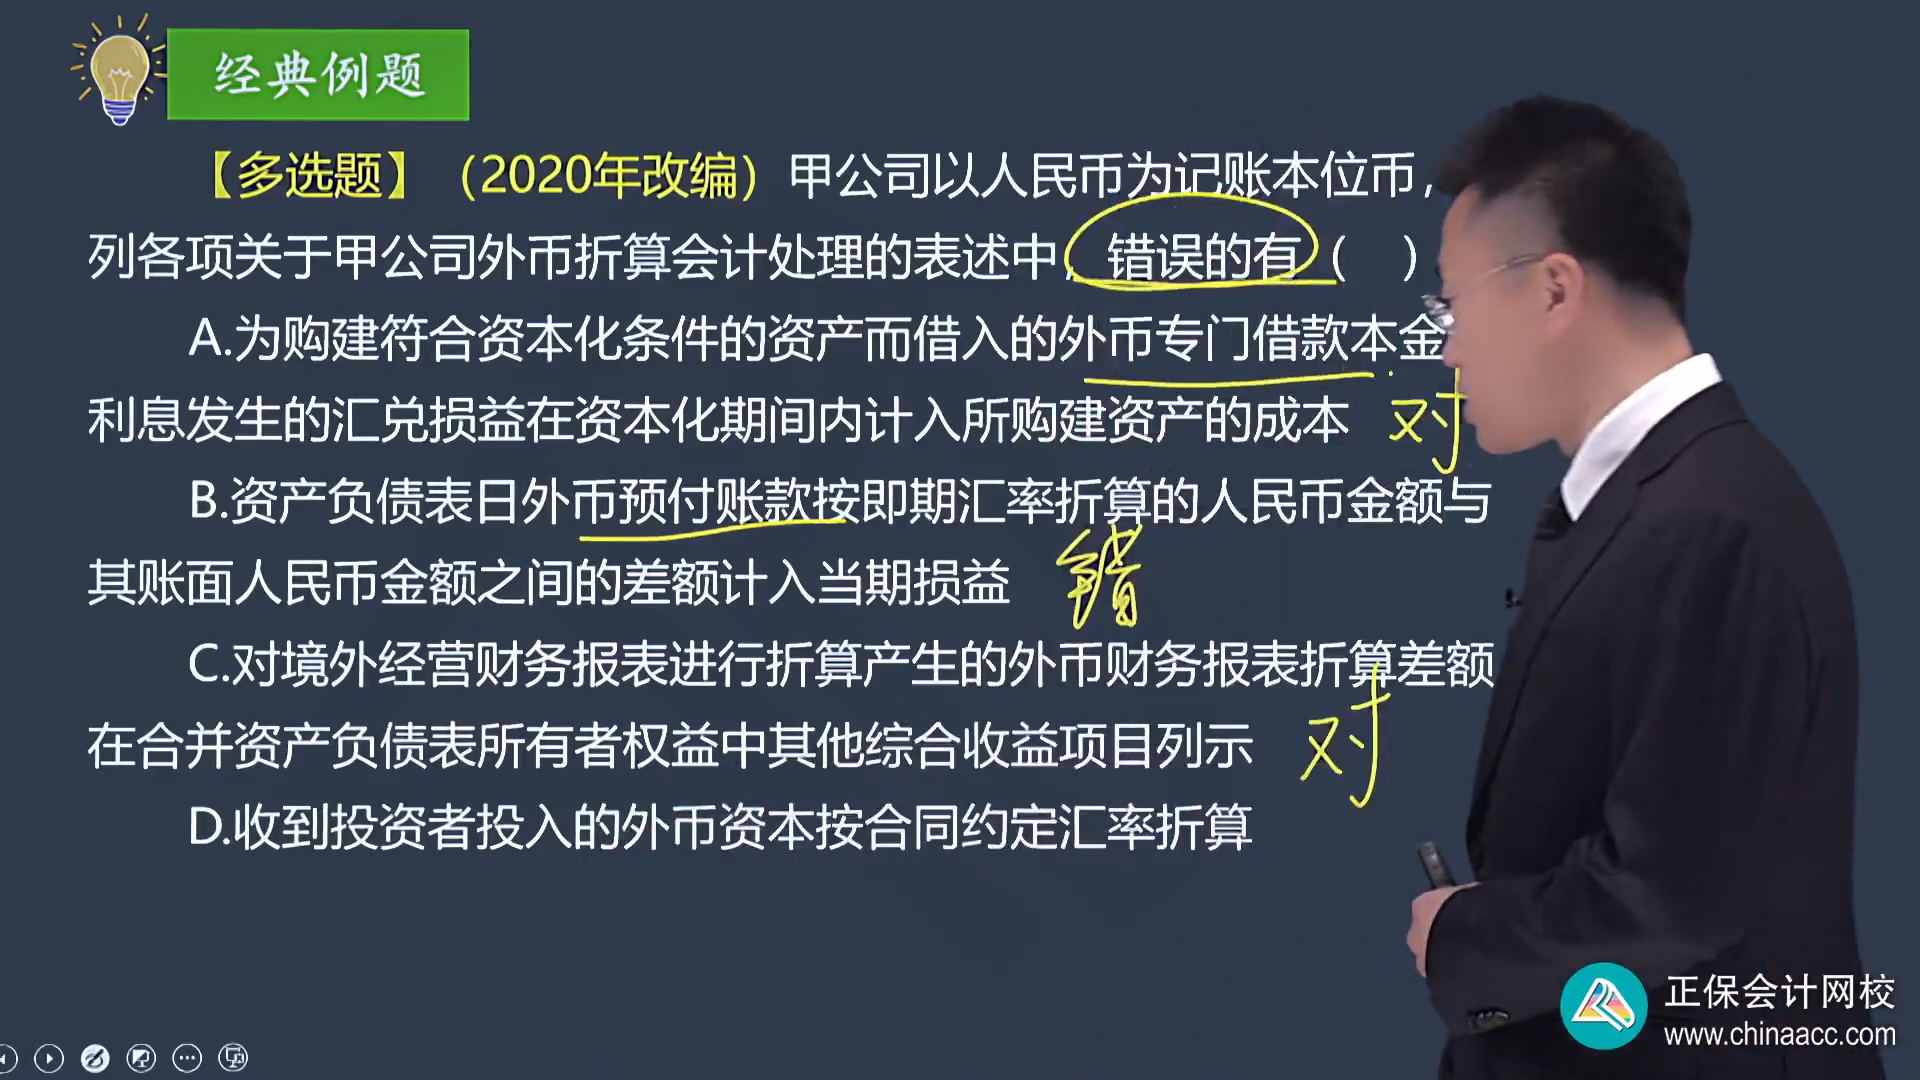 经典例题
【多选题】（2020年改编）甲公司以人民币为记账本位币，
列各项关于甲公司外币折算会计处理的表述中，错误的有（ ）
A.为购建符合资本化条件的资产而借入的外币专门借款本金
利息发生的汇兑损益在资本化期间内计入所购建资产的成本 对
B.资产负债表日外币预付账款按即期汇率折算的人民币金额与
其账面人民币金额之间的差额计入当期损益 错
C.对境外经营财务报表进行折算产生的外币财务报表折算差额
在合并资产负债表所有者权益中其他综合收益项目列示 对
D.收到投资者投入的外币资本按合同约定汇率折算
正保会计网校
www.chinaacc.com